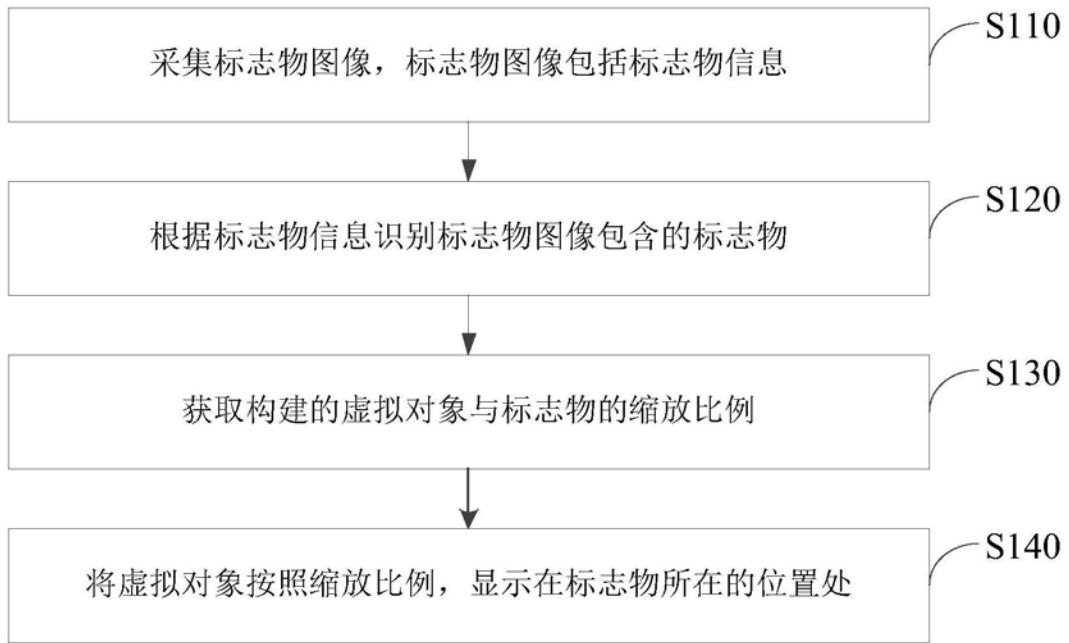 采集标志物图像，标志物图像包括标志物信息
S110
根据标志物信息识别标志物图像包含的标志物
S120
获取构建的虚拟对象与标志物的缩放比例
S130
将虚拟对象按照缩放比例，显示在标志物所在的位置处
S140